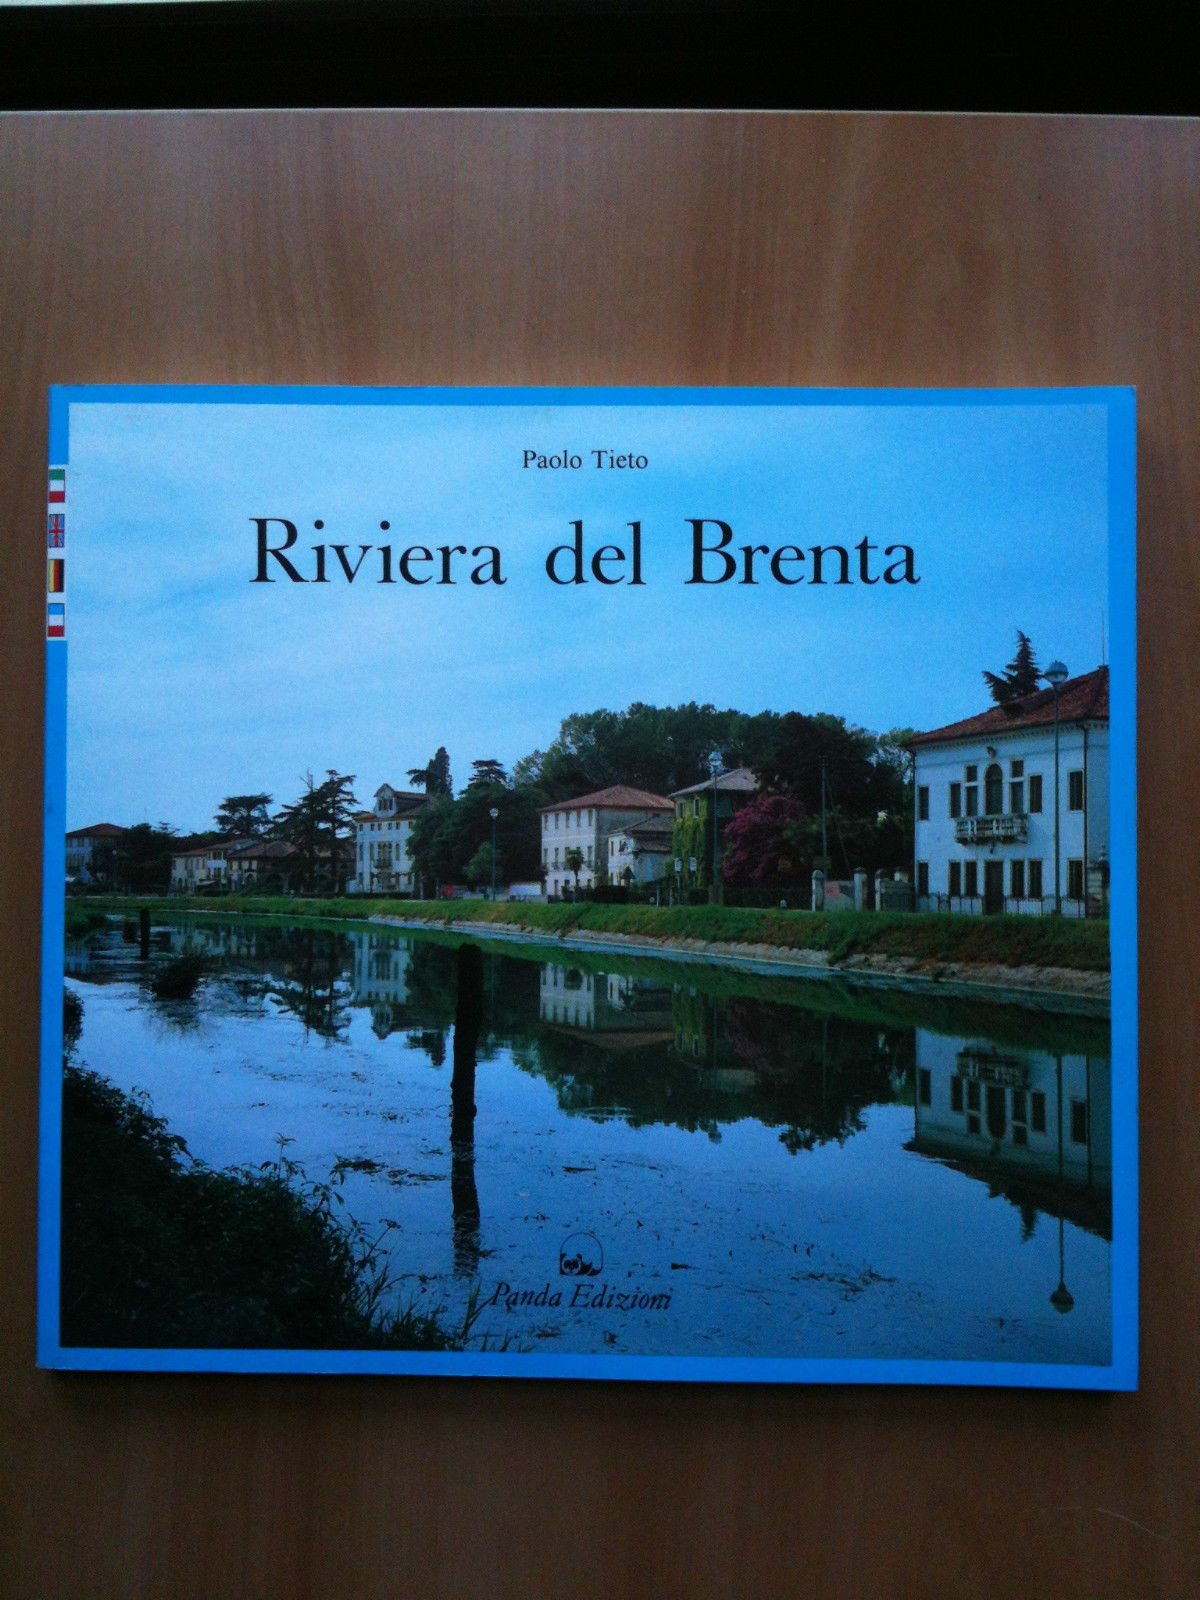 Paolo Tieto
Riviera del Brenta
Panda Edizioni